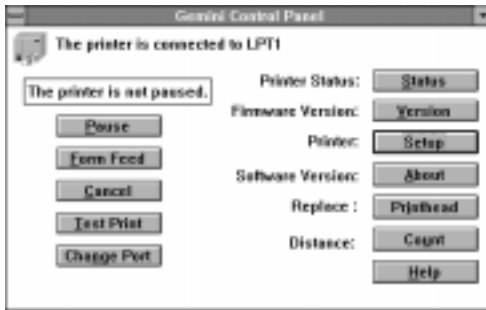 Gemini Control Panel
The printer is connected to LPT1
The printer is not paused.
Pause
Form Feed
Cancel
Test Print
Change Port
Printer Status: Status
Firmware Version: Version
Printer: Setup
Software Version: About
Replace : Printhead
Distance: Count
Help